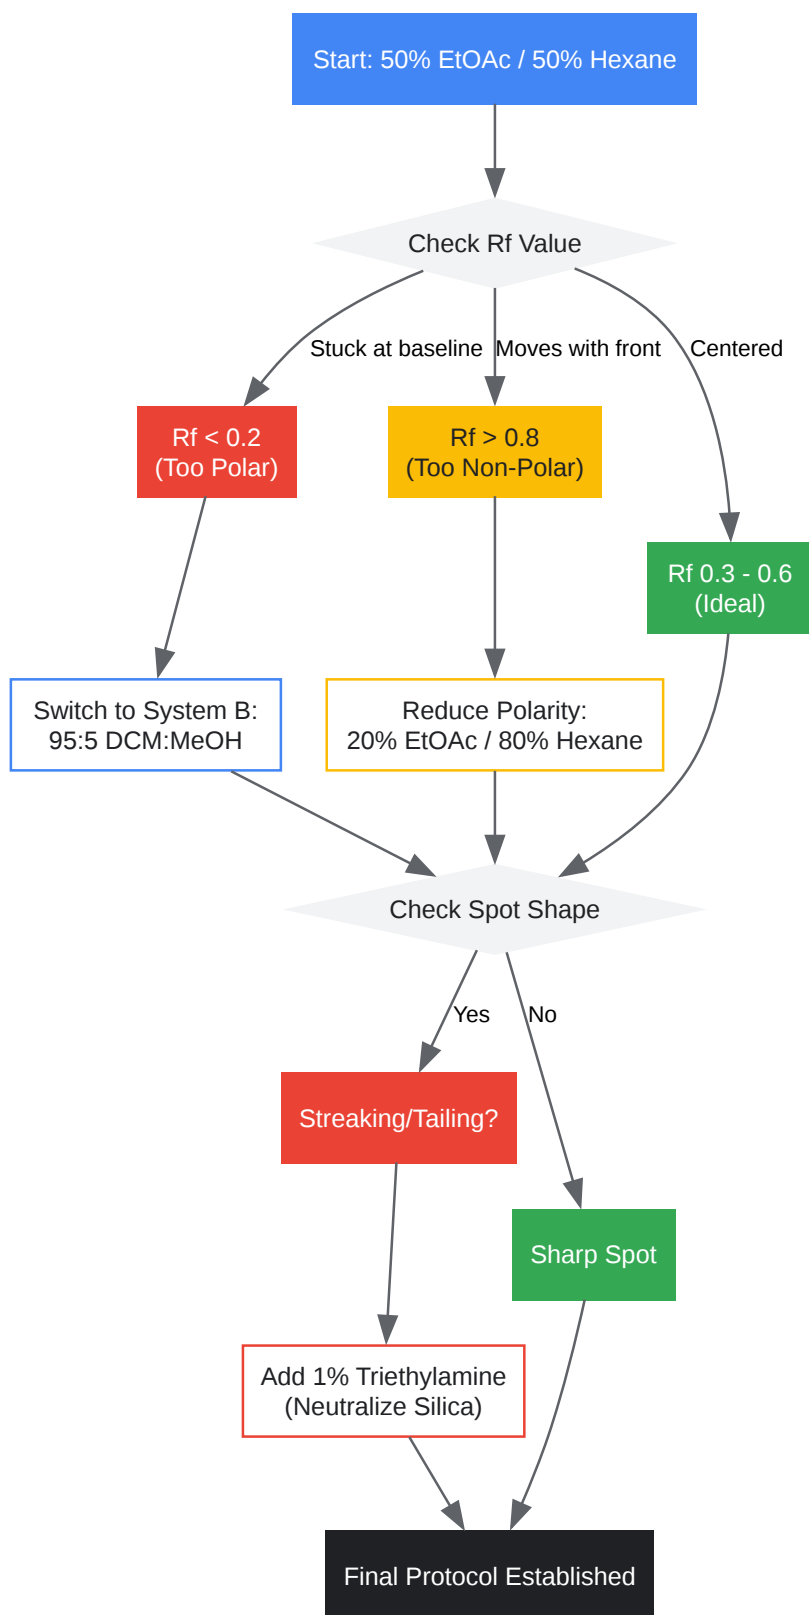 Start: 50% EtOAc / 50% Hexane
Check Rf Value
Stuck at baseline
Moves with front
Centered
Rf < 0.2
(Too Polar)
Rf > 0.8
(Too Non-Polar)
Rf 0.3 - 0.6
(Ideal)
Switch to System B:
95:5 DCM:MeOH
Reduce Polarity:
20% EtOAc / 80% Hexane
Check Spot Shape
Yes
No
Streaking/Tailing?
Sharp Spot
Add 1% Triethylamine
(Neutralize Silica)
Final Protocol Established